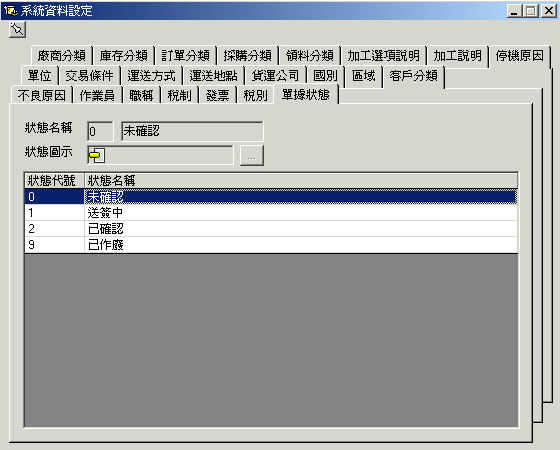 系統資料設定
廠商分類 庫存分類 訂單分類 採購分類 領料分類 加工選項說明 加工說明 停機原因
單位 交易條件 運送方式 運送地點 貨運公司 國別 區域 客戶分類
不良原因 作業員 職稱 稅制 發票 稅別 單據狀態
狀態名稱 0 未確認
狀態圖示 ...
狀態代號 狀態名稱
0 未確認
1 送簽中
2 已確認
9 已作廢